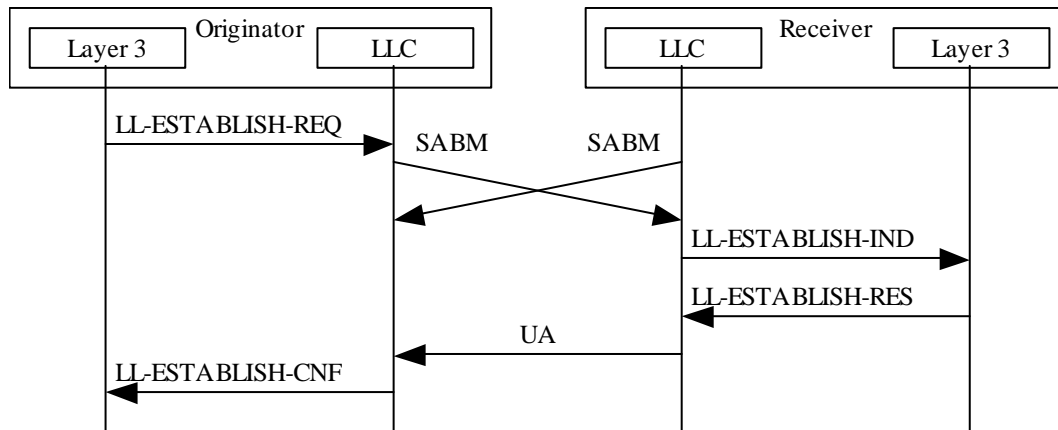 Originator
Receiver
Layer 3
LLC
LLC
Layer 3
LL-ESTABLISH-REQ
SABM
SABM
LL-ESTABLISH-IND
LL-ESTABLISH-RES
UA
LL-ESTABLISH-CNF